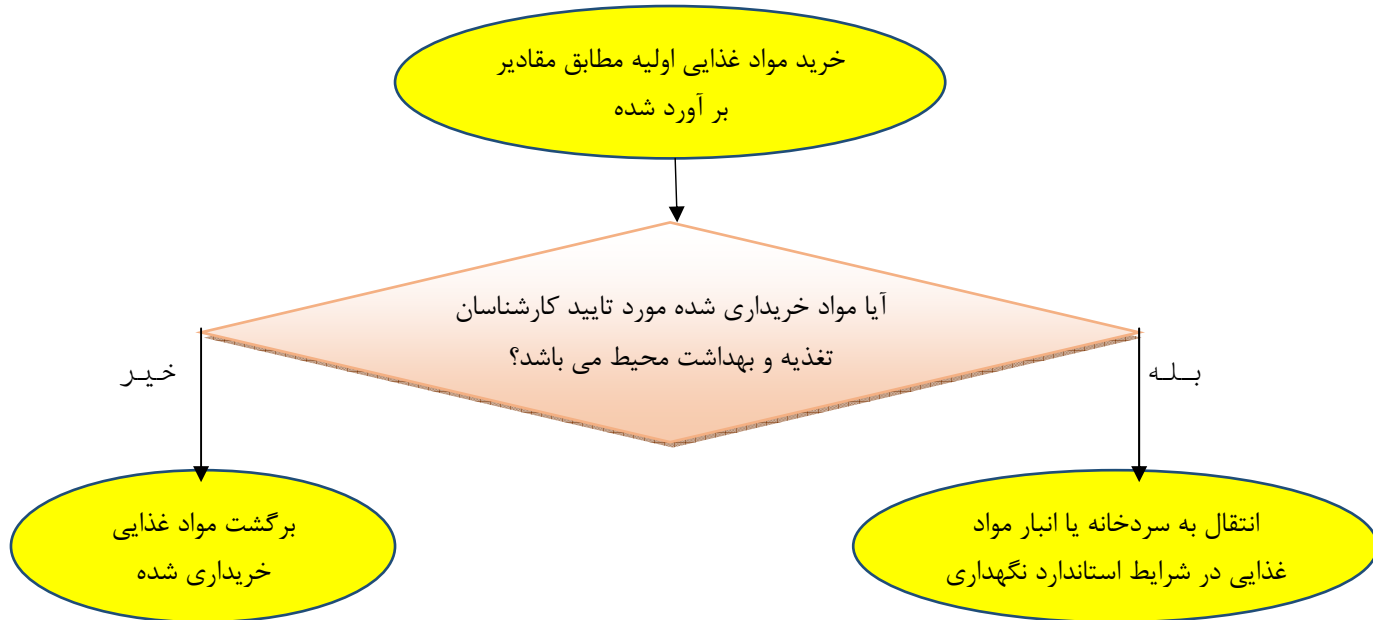 خرید مواد غذایی اولیه مطابق مقادیر
بر آورد شده
آیا مواد خریداری شده مورد تایید کارشناسان
تغذیه و بهداشت محیط می باشد؟
بـلـه
خیر
انتقال به سردخانه یا انبار مواد
غذایی در شرایط استاندارد نگهداری
برگشت مواد غذایی
خریداری شده